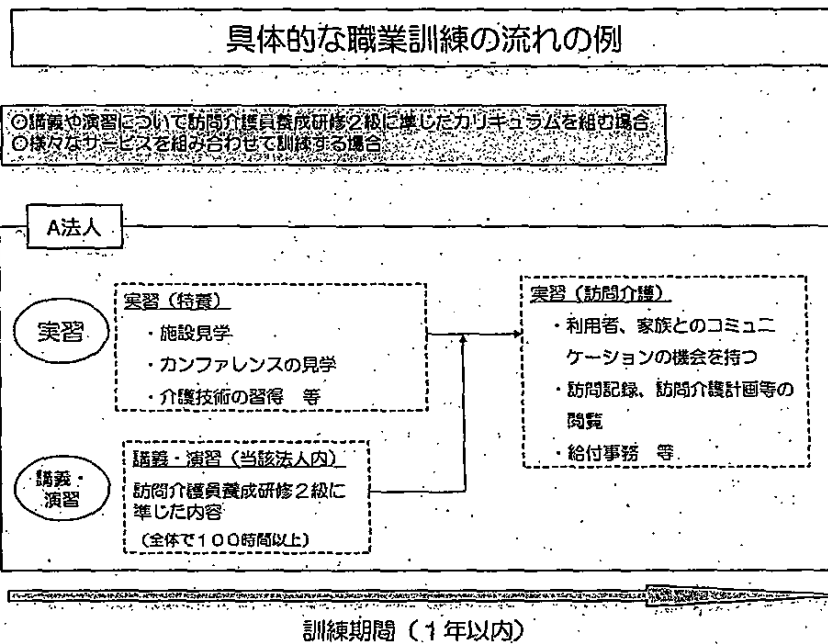 具体的な職業訓練の流れの例
○講義や演習について訪問介護員養成研修2級に準じたカリキュラムを組む場合
○様々なサービスを組み合わせて訓練する場合
A法人
実習
実習(特養)
・施設見学
・カンファレンスの見学
・介護技術の習得 等
講義・
演習
講義・演習(当該法人内)
訪問介護員養成研修2級に
準じた内容
(全体で100時間以上)
実習(訪問介護)
・利用者、家族とのコミュニ
ケーションの機会を持つ
・訪問記録、訪問介護計画等の
閲覧
・給付事務 等
訓練期間(1年以内)